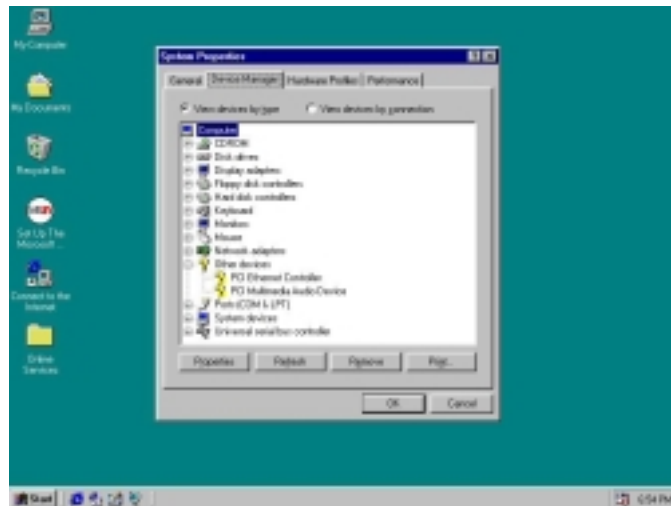 My Computer
My Documents
Recycle Bin
Set Up The
Microsoft ...
Connect to the
Internet
Online
Services
System Properties
General Device Manager Hardware Profiles Performance
View devices by type View devices by connection
Computer
CDROM
Disk drives
Display adapters
Floppy disk controllers
Hard disk controllers
Keyboard
Monitors
Mouse
Network adapters
Other devices
PCI Ethernet Controller
PCI Multimedia Audio Device
Ports (COM & LPT)
System devices
Universal serial bus controller
Properties Refresh Remove Print...
OK Cancel
Start 6:54 PM